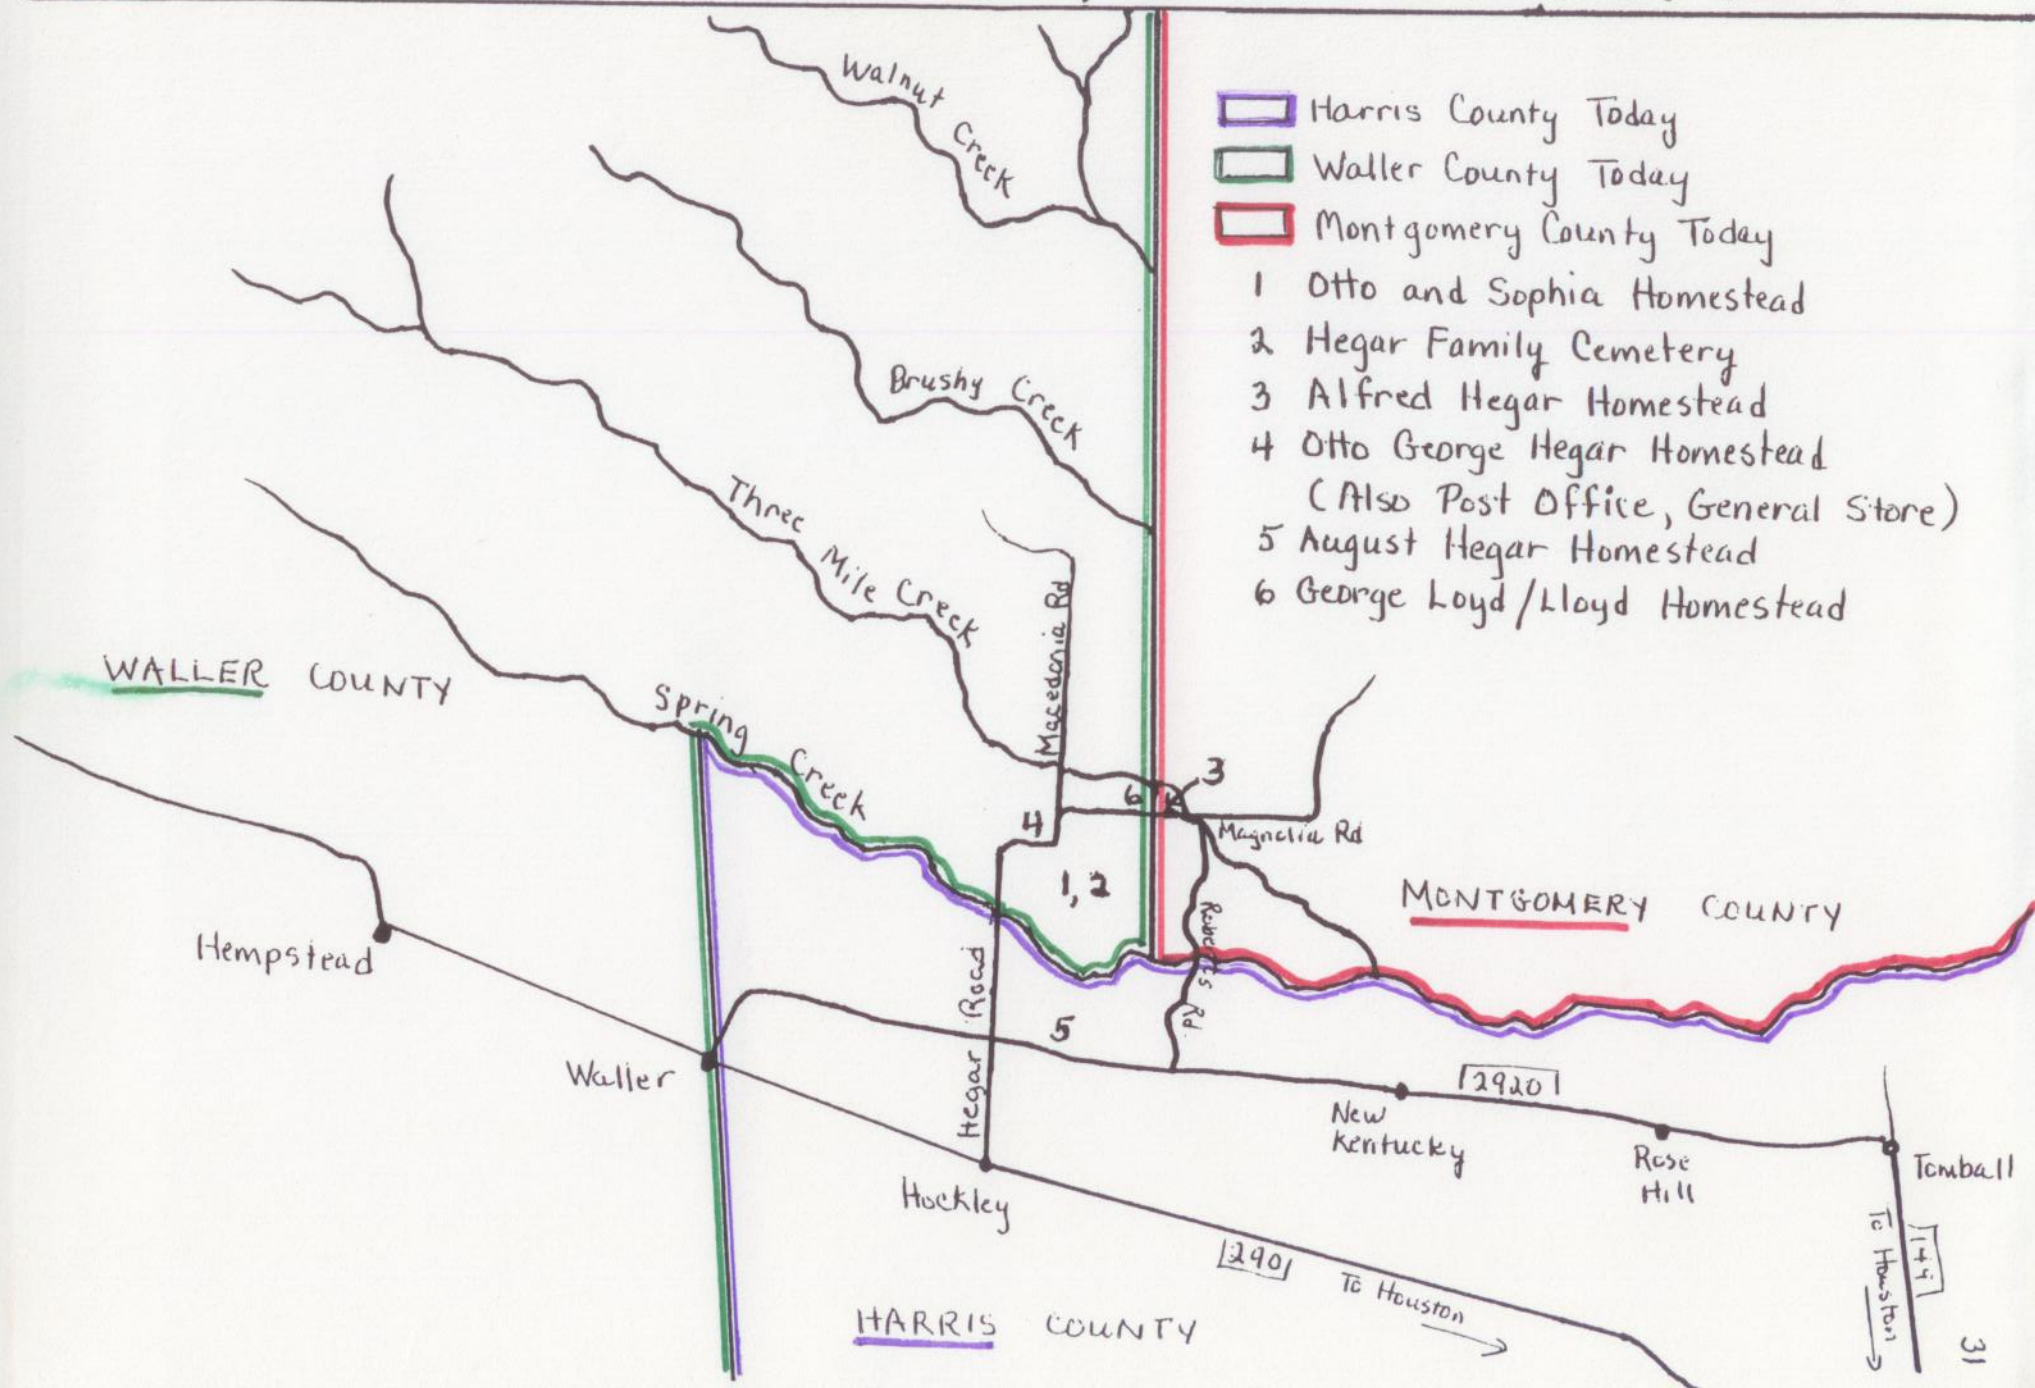 Walnut Creek
Harris County Today
Waller County Today
Montgomery County Today
1 Otto and Sophia Homestead
2 Hegar Family Cemetery
3 Alfred Hegar Homestead
4 Otto George Hegar Homestead
(Also Post Office, General Store)
5 August Hegar Homestead
6 George Loyd/Lloyd Homestead
Brushy Creek
Three Mile Creek
Macedonia Rd
WALLER COUNTY
Spring Creek
3
6
4
Magnolia Rd
1, 2
MONTGOMERY COUNTY
Roberts Rd.
Hempstead
Hegar Road
5
Waller
2920
New
Kentucky
Rose
Hill
Tomball
Hockley
290
To Houston
149
To Houston
HARRIS COUNTY
31